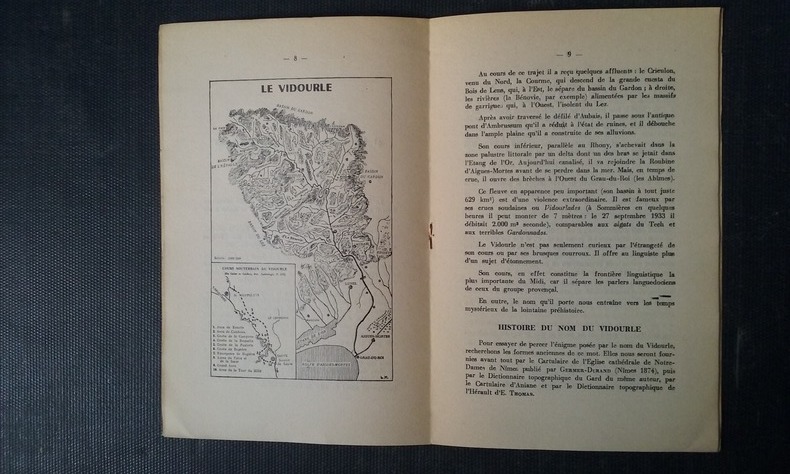 — 8 —
LE VIDOURLE
BASSIN DU GARDON
BASSIN
COURS SOUTERRAIN DU VIDOURLE
— 9 —
Au cours de ce trajet il a reçu quelques affluents : le Crieulon,
venu du Nord, la Courme, qui descend de la grande cuesta du
Bois de Lens, qui, à l'Est, le sépare du bassin du Gardon ; à droite,
les rivières (la Bénovie, par exemple) alimentées par les massifs
de garrigue qui, à l'Ouest, l'isolent du Lez.
Après avoir traversé le défilé d'Aubais, il passe sous l'antique
pont d'Ambrussum qu'il a réduit à l'état de ruines, et il débouche
dans l'ample plaine qu'il a construite de ses alluvions.
Son cours inférieur, parallèle au Rhony, s'achevait dans la
zone palustre littorale par un delta dont un des bras se jetait dans
l'Etang de l'Or. Aujourd'hui canalisé, il va rejoindre la Roubine
d'Aigues-Mortes avant de se perdre dans la mer. Mais, en temps de
crue, il ouvre des brèches à l'Ouest du Grau-du-Roi (les Abîmes).
Ce fleuve en apparence peu important (son bassin a tout juste
629 km²) est d'une violence extraordinaire. Il est fameux par
ses crues soudaines ou Vidourlades (à Sommières en quelques
heures il peut monter de 7 mètres : le 27 septembre 1933 il
débitait 2.000 m³ seconde), comparables aux aigats du Tech et
aux terribles Gardonnades.
Le Vidourle n'est pas seulement curieux par l'étrangeté de
son cours ou par ses brusques courroux. Il offre au linguiste plus
d'un sujet d'étonnement.
Son cours, en effet constitue la frontière linguistique la
plus importante du Midi, car il sépare les parlers languedociens
de ceux du groupe provençal.
En outre, le nom qu'il porte nous entraîne vers les temps
mystérieux de la lointaine préhistoire.
HISTOIRE DU NOM DU VIDOURLE
Pour essayer de percer l'énigme posée par le nom du Vidourle,
recherchons les formes anciennes de ce mot. Elles nous seront four-
nies avant tout par le Cartulaire de l'Eglise cathédrale de Notre-
Dames de Nîmes publié par GERMER-DURAND (Nîmes 1874), puis
par le Dictionnaire topographique du Gard du même auteur, par
le Cartulaire d'Aniane et par le Dictionnaire topographique de
l'Hérault d'E. THOMAS.